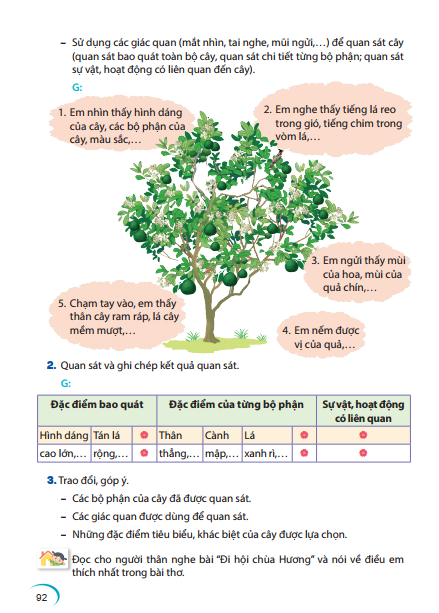 – Sử dụng các giác quan (mắt nhìn, tai nghe, mũi ngửi,...) để quan sát cây
(quan sát bao quát toàn bộ cây, quan sát chi tiết từng bộ phận; quan sát
sự vật, hoạt động có liên quan đến cây).
G:
1. Em nhìn thấy hình dáng
của cây, các bộ phận của
cây, màu sắc,...
2. Em nghe thấy tiếng lá reo
trong gió, tiếng chim trong
vòm lá,...
3. Em ngửi thấy mùi
của hoa, mùi của
quả chín,...
5. Chạm tay vào, em thấy
thân cây ram ráp, lá cây
mềm mượt,...
4. Em nếm được
vị của quả,...
2. Quan sát và ghi chép kết quả quan sát.
G:
Đặc điểm bao quát Đặc điểm của từng bộ phận Sự vật, hoạt động
có liên quan
Hình dáng Tán lá Thân Cành Lá
cao lớn,... rộng,... thẳng,... mập,... xanh rì,...
3. Trao đổi, góp ý.
– Các bộ phận của cây đã được quan sát.
– Các giác quan được dùng để quan sát.
– Những đặc điểm tiêu biểu, khác biệt của cây được lựa chọn.
Đọc cho người thân nghe bài “Đi hội chùa Hương” và nói về điều em
thích nhất trong bài thơ.
92